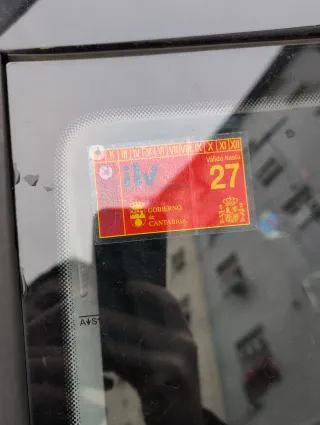 II III IV V VI VII VIII IX X XI XII
Válido hasta
itv
27
GOBIERNO
de
CANTABRIA